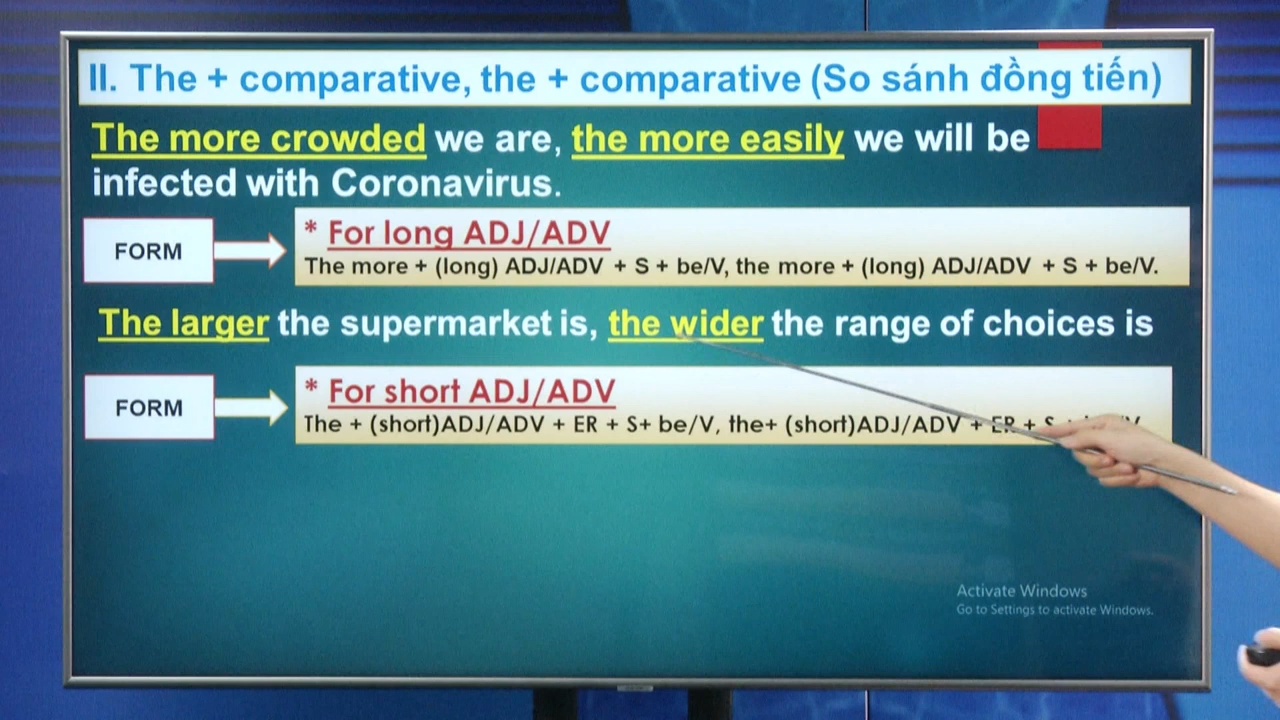 II. The + comparative, the + comparative (So sánh đồng tiến)
The more crowded we are, the more easily we will be
infected with Coronavirus.
FORM
* For long ADJ/ADV
The more + (long) ADJ/ADV + S + be/V, the more + (long) ADJ/ADV + S + be/V.
The larger the supermarket is, the wider the range of choices is
FORM
* For short ADJ/ADV
The + (short)ADJ/ADV + ER + S+ be/V, the+ (short)ADJ/ADV + ER + S
Activate Windows
Go to Settings to activate Windows.